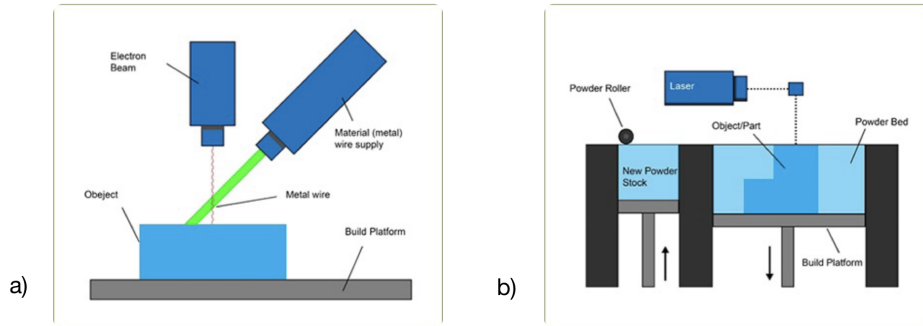 Electron
Beam
Material (metal)
wire supply
Metal wire
Obeject
Build Platform
a)
Laser
Powder Roller
Object/Part
Powder Bed
New Powder
Stock
Build Platform
b)